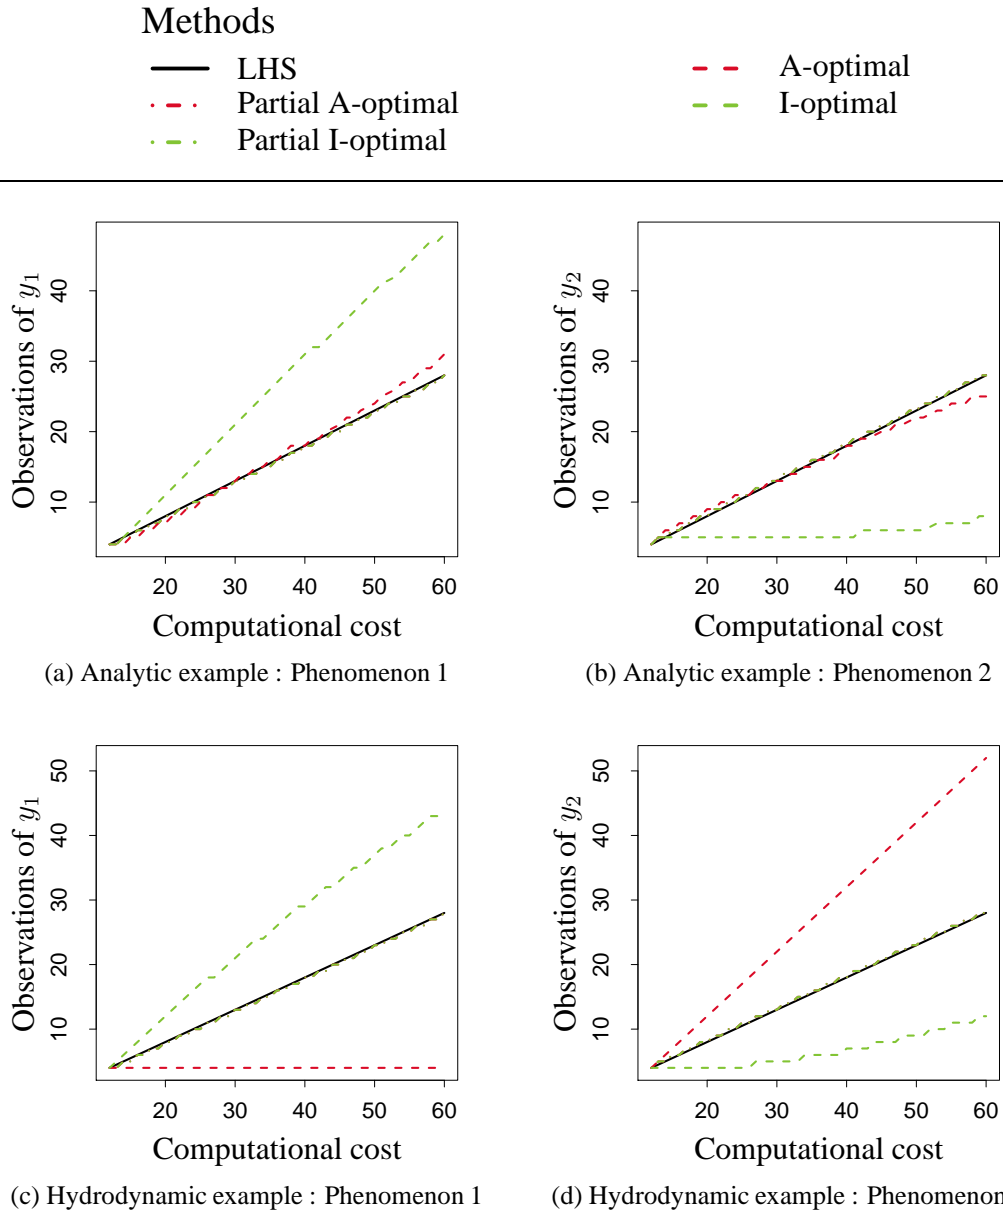 Methods
LHS
Partial A-optimal
Partial I-optimal
A-optimal
I-optimal
Observations of y₁
10 20 30 40
20 30 40 50 60
Computational cost
(a) Analytic example : Phenomenon 1
Observations of y₂
10 20 30 40
20 30 40 50 60
Computational cost
(b) Analytic example : Phenomenon 2
Observations of y₁
10 20 30 40 50
20 30 40 50 60
Computational cost
(c) Hydrodynamic example : Phenomenon 1
Observations of y₂
10 20 30 40 50
20 30 40 50 60
Computational cost
(d) Hydrodynamic example : Phenomenon